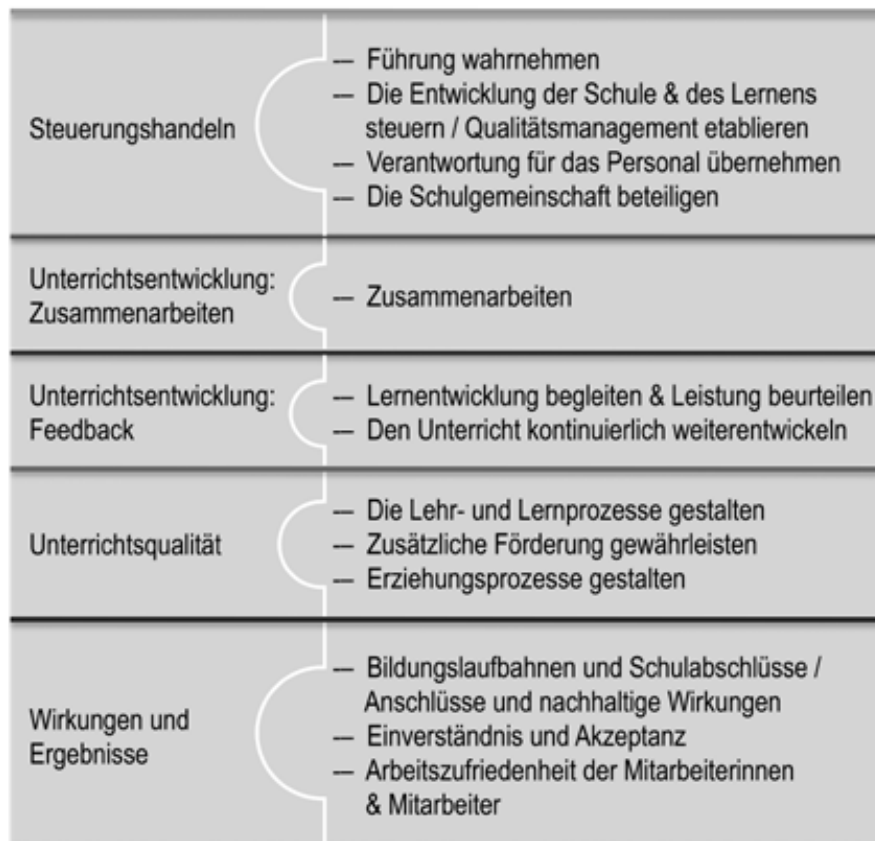 Steuerungshandeln
— Führung wahrnehmen
— Die Entwicklung der Schule & des Lernens
steuern / Qualitätsmanagement etablieren
— Verantwortung für das Personal übernehmen
— Die Schulgemeinschaft beteiligen
Unterrichtsentwicklung:
Zusammenarbeiten
— Zusammenarbeiten
Unterrichtsentwicklung:
Feedback
— Lernentwicklung begleiten & Leistung beurteilen
— Den Unterricht kontinuierlich weiterentwickeln
Unterrichtsqualität
— Die Lehr- und Lernprozesse gestalten
— Zusätzliche Förderung gewährleisten
— Erziehungsprozesse gestalten
Wirkungen und
Ergebnisse
— Bildungslaufbahnen und Schulabschlüsse /
Anschlüsse und nachhaltige Wirkungen
— Einverständnis und Akzeptanz
— Arbeitszufriedenheit der Mitarbeiterinnen
& Mitarbeiter